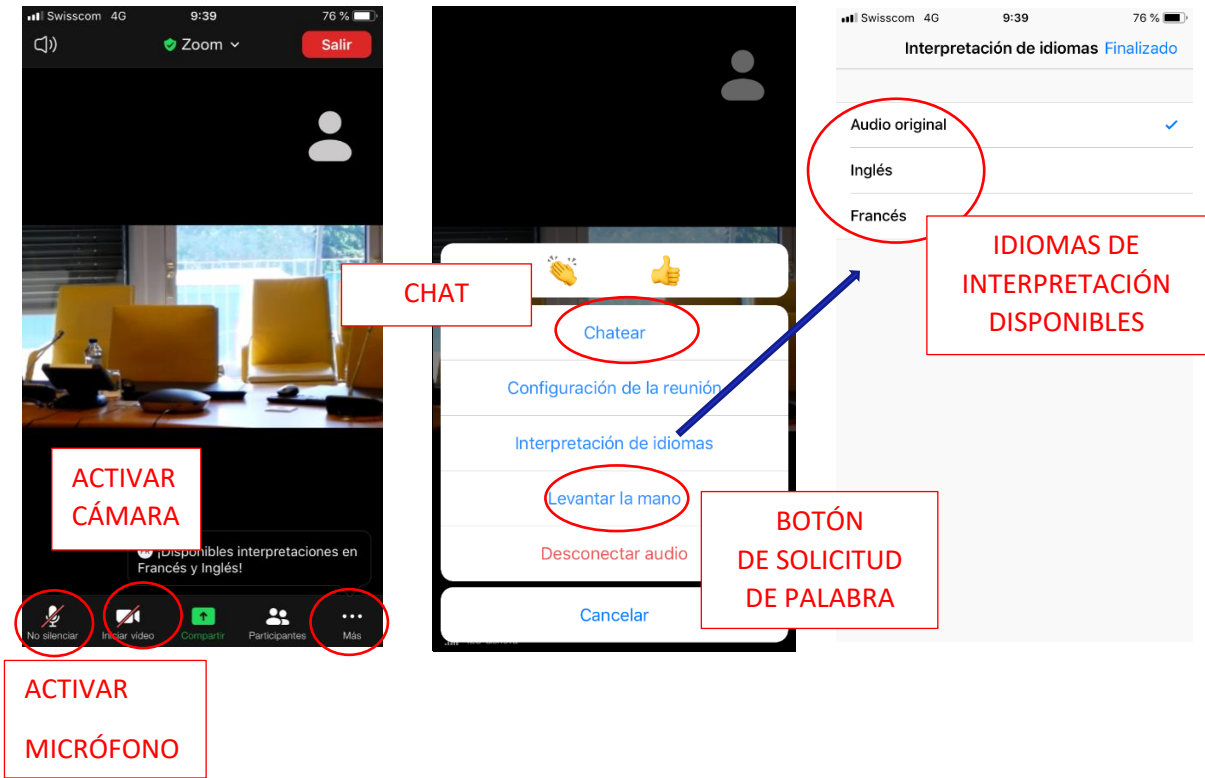 Swisscom 4G 9:39 76 %
Zoom
Salir
ACTIVAR
CÁMARA
¡Disponibles interpretaciones en
Francés y Inglés!
No silenciar Iniciar vídeo Compartir Participantes Más
ACTIVAR
MICRÓFONO
CHAT
Chatear
Configuración de la reunión
Interpretación de idiomas
Levantar la mano
Desconectar audio
Cancelar
BOTÓN
DE SOLICITUD
DE PALABRA
Swisscom 4G 9:39 76 %
Interpretación de idiomas Finalizado
Audio original
Inglés
Francés
IDIOMAS DE
INTERPRETACIÓN
DISPONIBLES